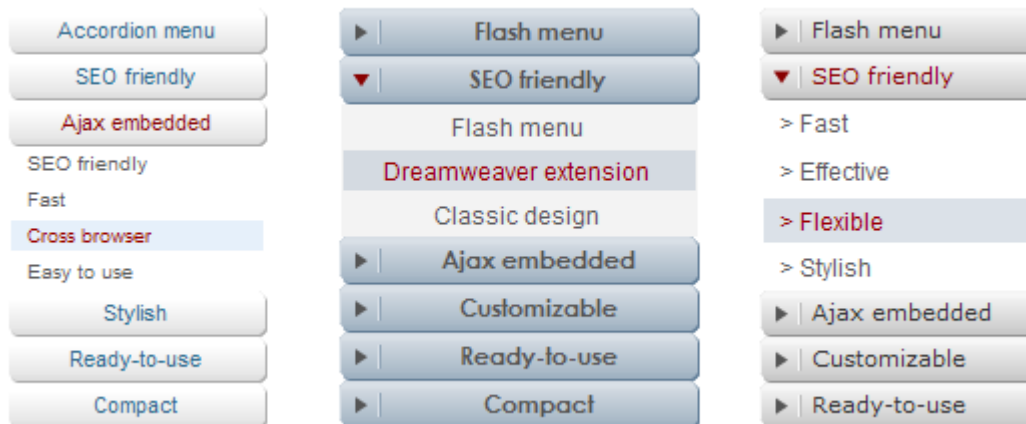 Accordion menu
SEO friendly
Ajax embedded
SEO friendly
Fast
Cross browser
Easy to use
Stylish
Ready-to-use
Compact
Flash menu
SEO friendly
Flash menu
Dreamweaver extension
Classic design
Ajax embedded
Customizable
Ready-to-use
Compact
Flash menu
SEO friendly
> Fast
> Effective
> Flexible
> Stylish
Ajax embedded
Customizable
Ready-to-use